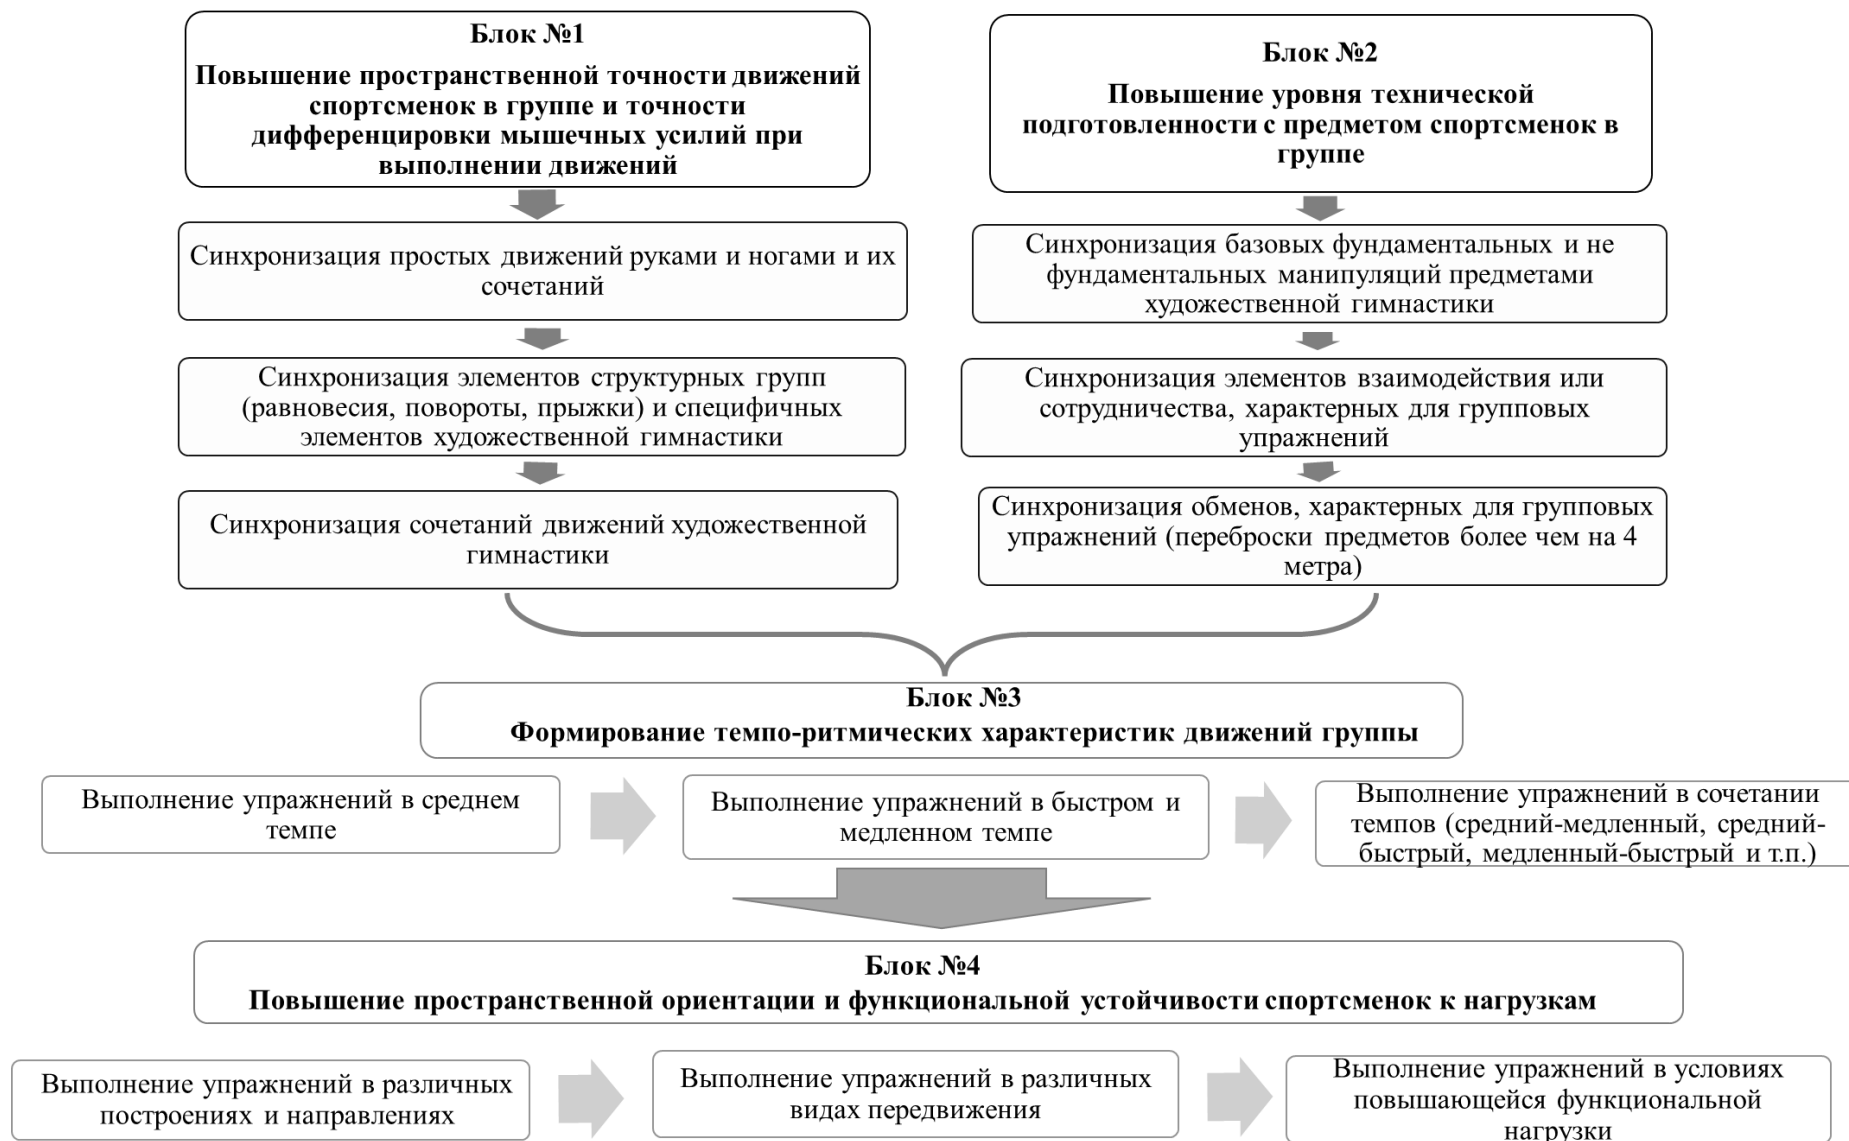 Блок №1
Повышение пространственной точности движений
спортсменок в группе и точности
дифференцировки мышечных усилий при
выполнении движений
Синхронизация простых движений руками и ногами и их
сочетаний
Синхронизация элементов структурных групп
(равновесия, повороты, прыжки) и специфичных
элементов художественной гимнастики
Синхронизация сочетаний движений художественной
гимнастики
Блок №2
Повышение уровня технической
подготовленности с предметом спортсменок в
группе
Синхронизация базовых фундаментальных и не
фундаментальных манипуляций предметами
художественной гимнастики
Синхронизация элементов взаимодействия или
сотрудничества, характерных для групповых
упражнений
Синхронизация обменов, характерных для групповых
упражнений (переброски предметов более чем на 4
метра)
Блок №3
Формирование темпо-ритмических характеристик движений группы
Выполнение упражнений в среднем
темпе
Выполнение упражнений в быстром и
медленном темпе
Выполнение упражнений в сочетании
темпов (средний-медленный, средний-
быстрый, медленный-быстрый и т.п.)
Блок №4
Повышение пространственной ориентации и функциональной устойчивости спортсменок к нагрузкам
Выполнение упражнений в различных
построениях и направлениях
Выполнение упражнений в различных
видах передвижения
Выполнение упражнений в условиях
повышающейся функциональной
нагрузки